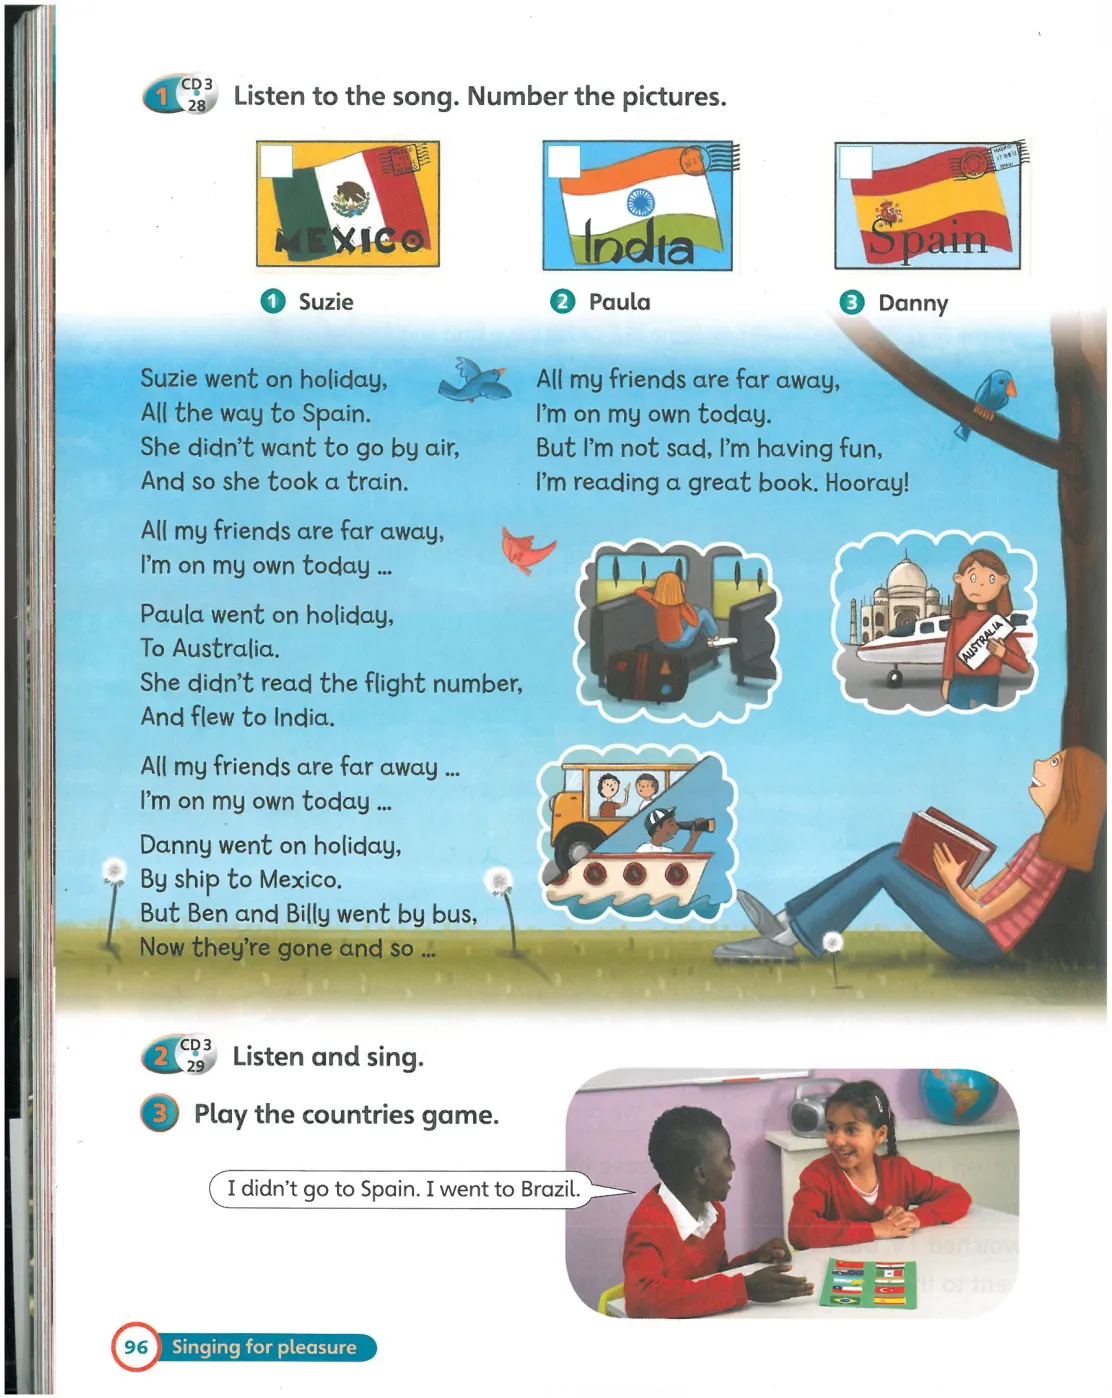 1 CD 3 28 Listen to the song. Number the pictures.
MEXICO
India
Spain
1 Suzie
2 Paula
3 Danny
Suzie went on holiday,
All the way to Spain.
She didn't want to go by air,
And so she took a train.
All my friends are far away,
I'm on my own today ...
Paula went on holiday,
To Australia.
She didn't read the flight number,
And flew to India.
All my friends are far away ...
I'm on my own today ...
Danny went on holiday,
By ship to Mexico.
But Ben and Billy went by bus,
Now they're gone and so ...
All my friends are far away,
I'm on my own today.
But I'm not sad, I'm having fun,
I'm reading a great book. Hooray!
AUSTRALIA
2 CD 3 29 Listen and sing.
3 Play the countries game.
I didn't go to Spain. I went to Brazil.
96 Singing for pleasure